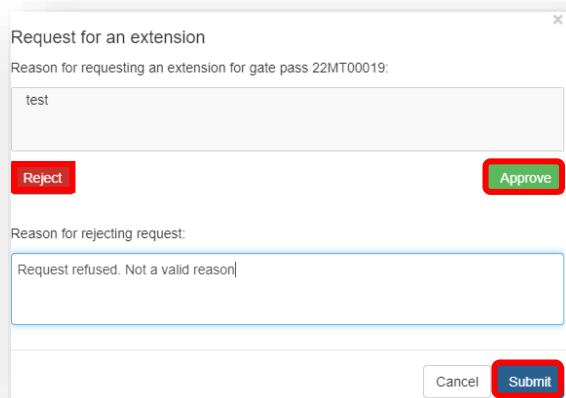 ×
Request for an extension
Reason for requesting an extension for gate pass 22MT00019:
test
Reject
Approve
Reason for rejecting request:
Request refused. Not a valid reason
Cancel
Submit